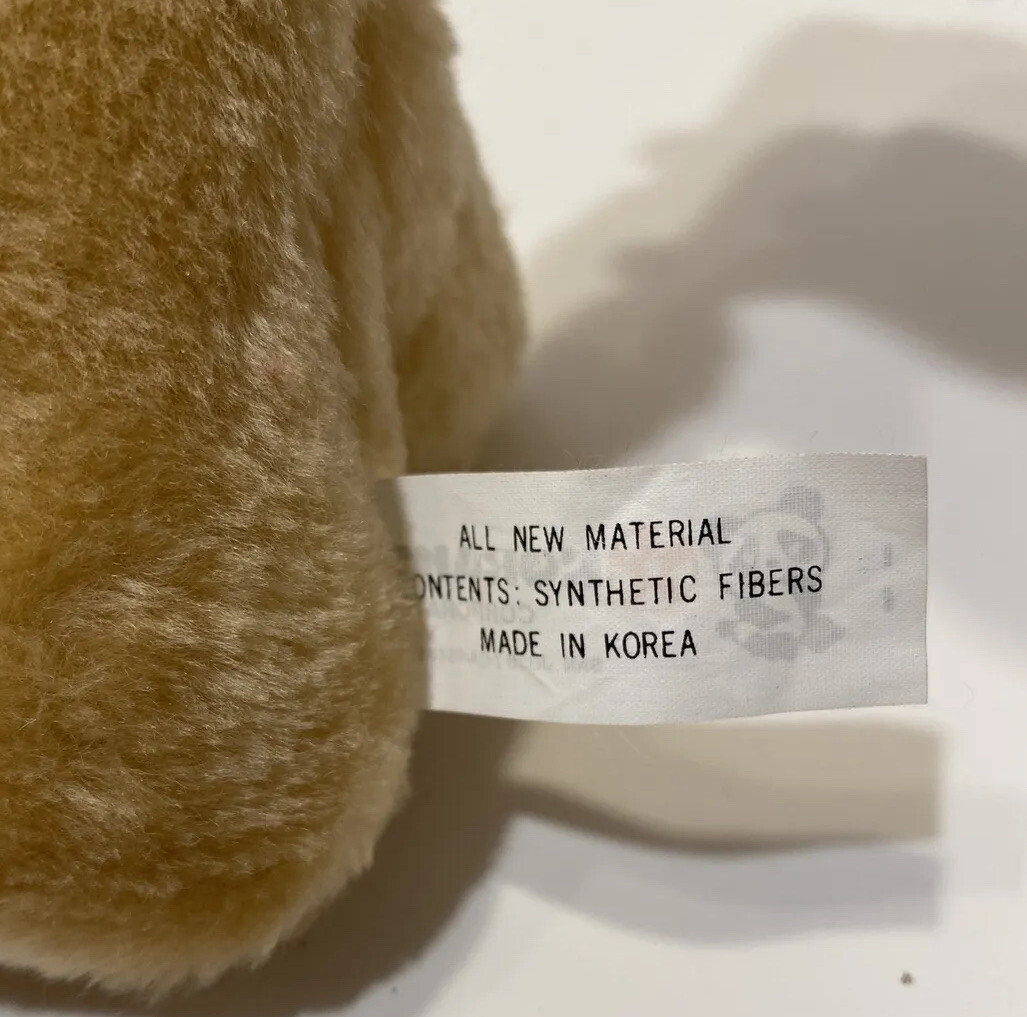 ALL NEW MATERIAL
ONTENTS: SYNTHETIC FIBERS
MADE IN KOREA